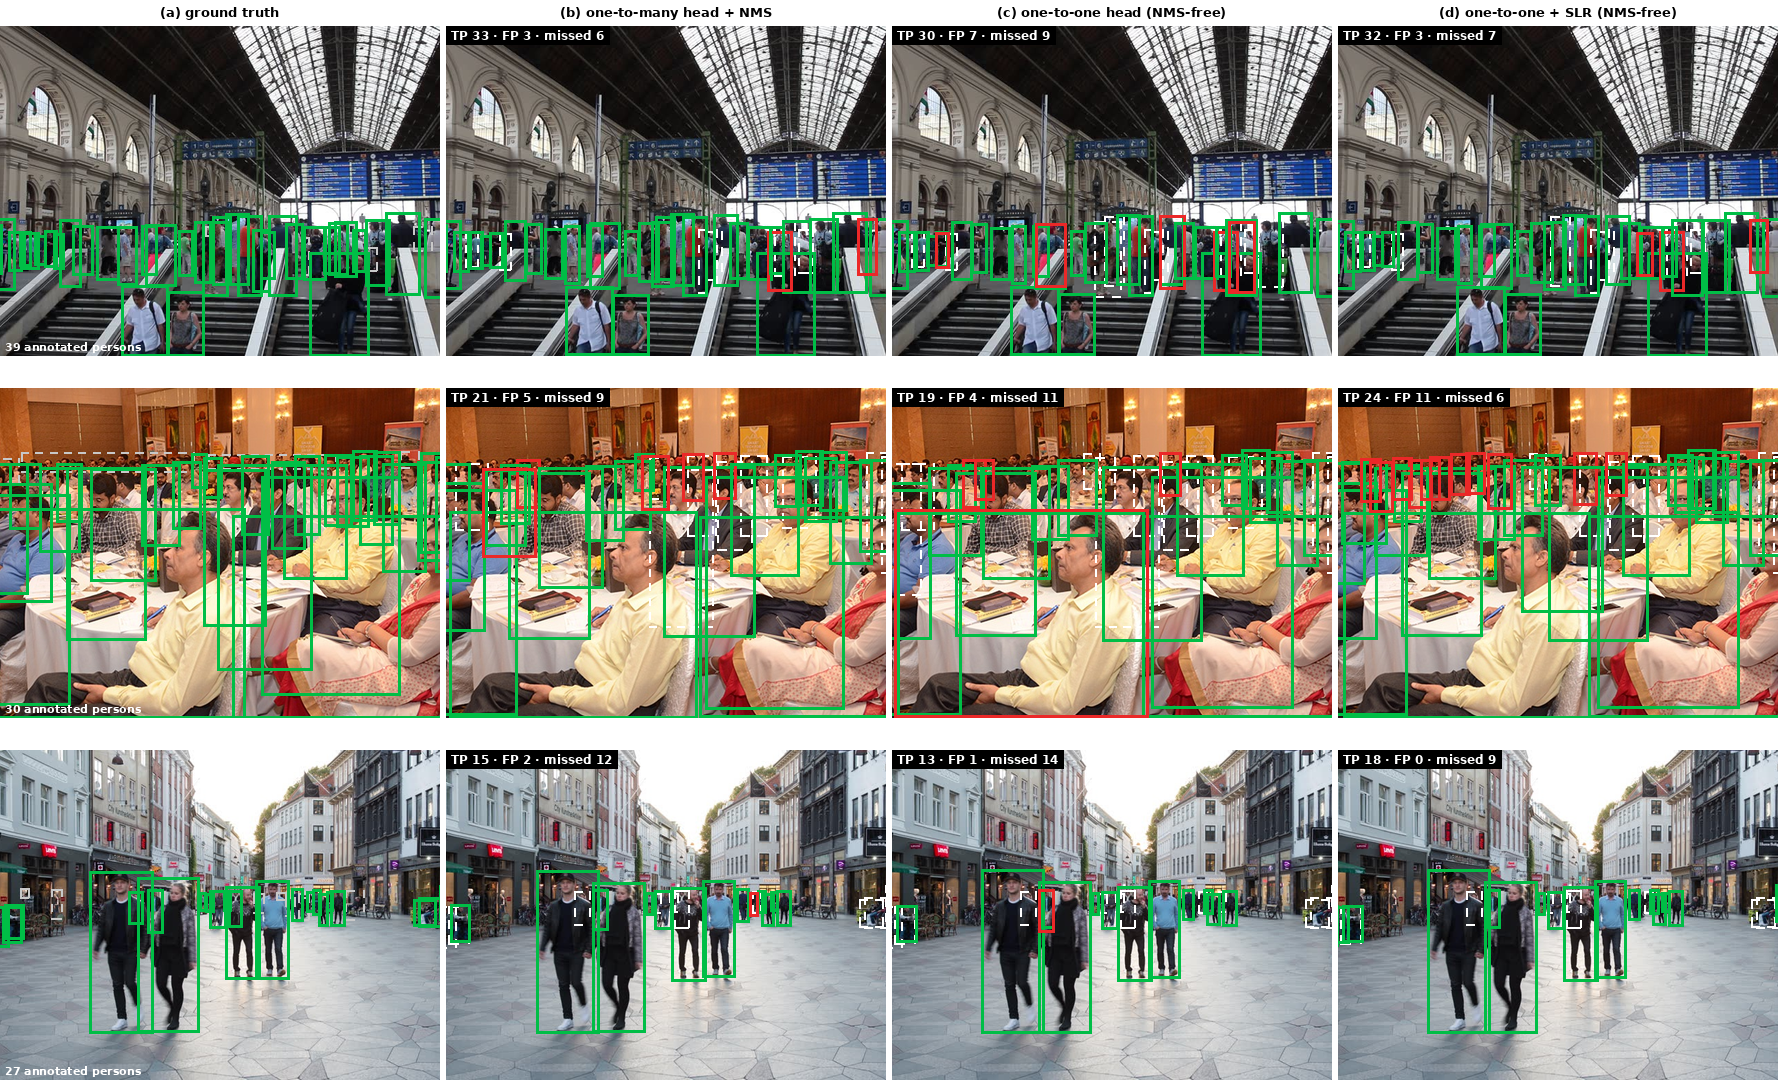 (a) ground truth
(b) one-to-many head + NMS
(c) one-to-one head (NMS-free)
(d) one-to-one + SLR (NMS-free)
TP 33 · FP 3 · missed 6
TP 30 · FP 7 · missed 9
TP 32 · FP 3 · missed 7
39 annotated persons
TP 21 · FP 5 · missed 9
TP 19 · FP 4 · missed 11
TP 24 · FP 11 · missed 6
30 annotated persons
TP 15 · FP 2 · missed 12
TP 13 · FP 1 · missed 14
TP 18 · FP 0 · missed 9
27 annotated persons